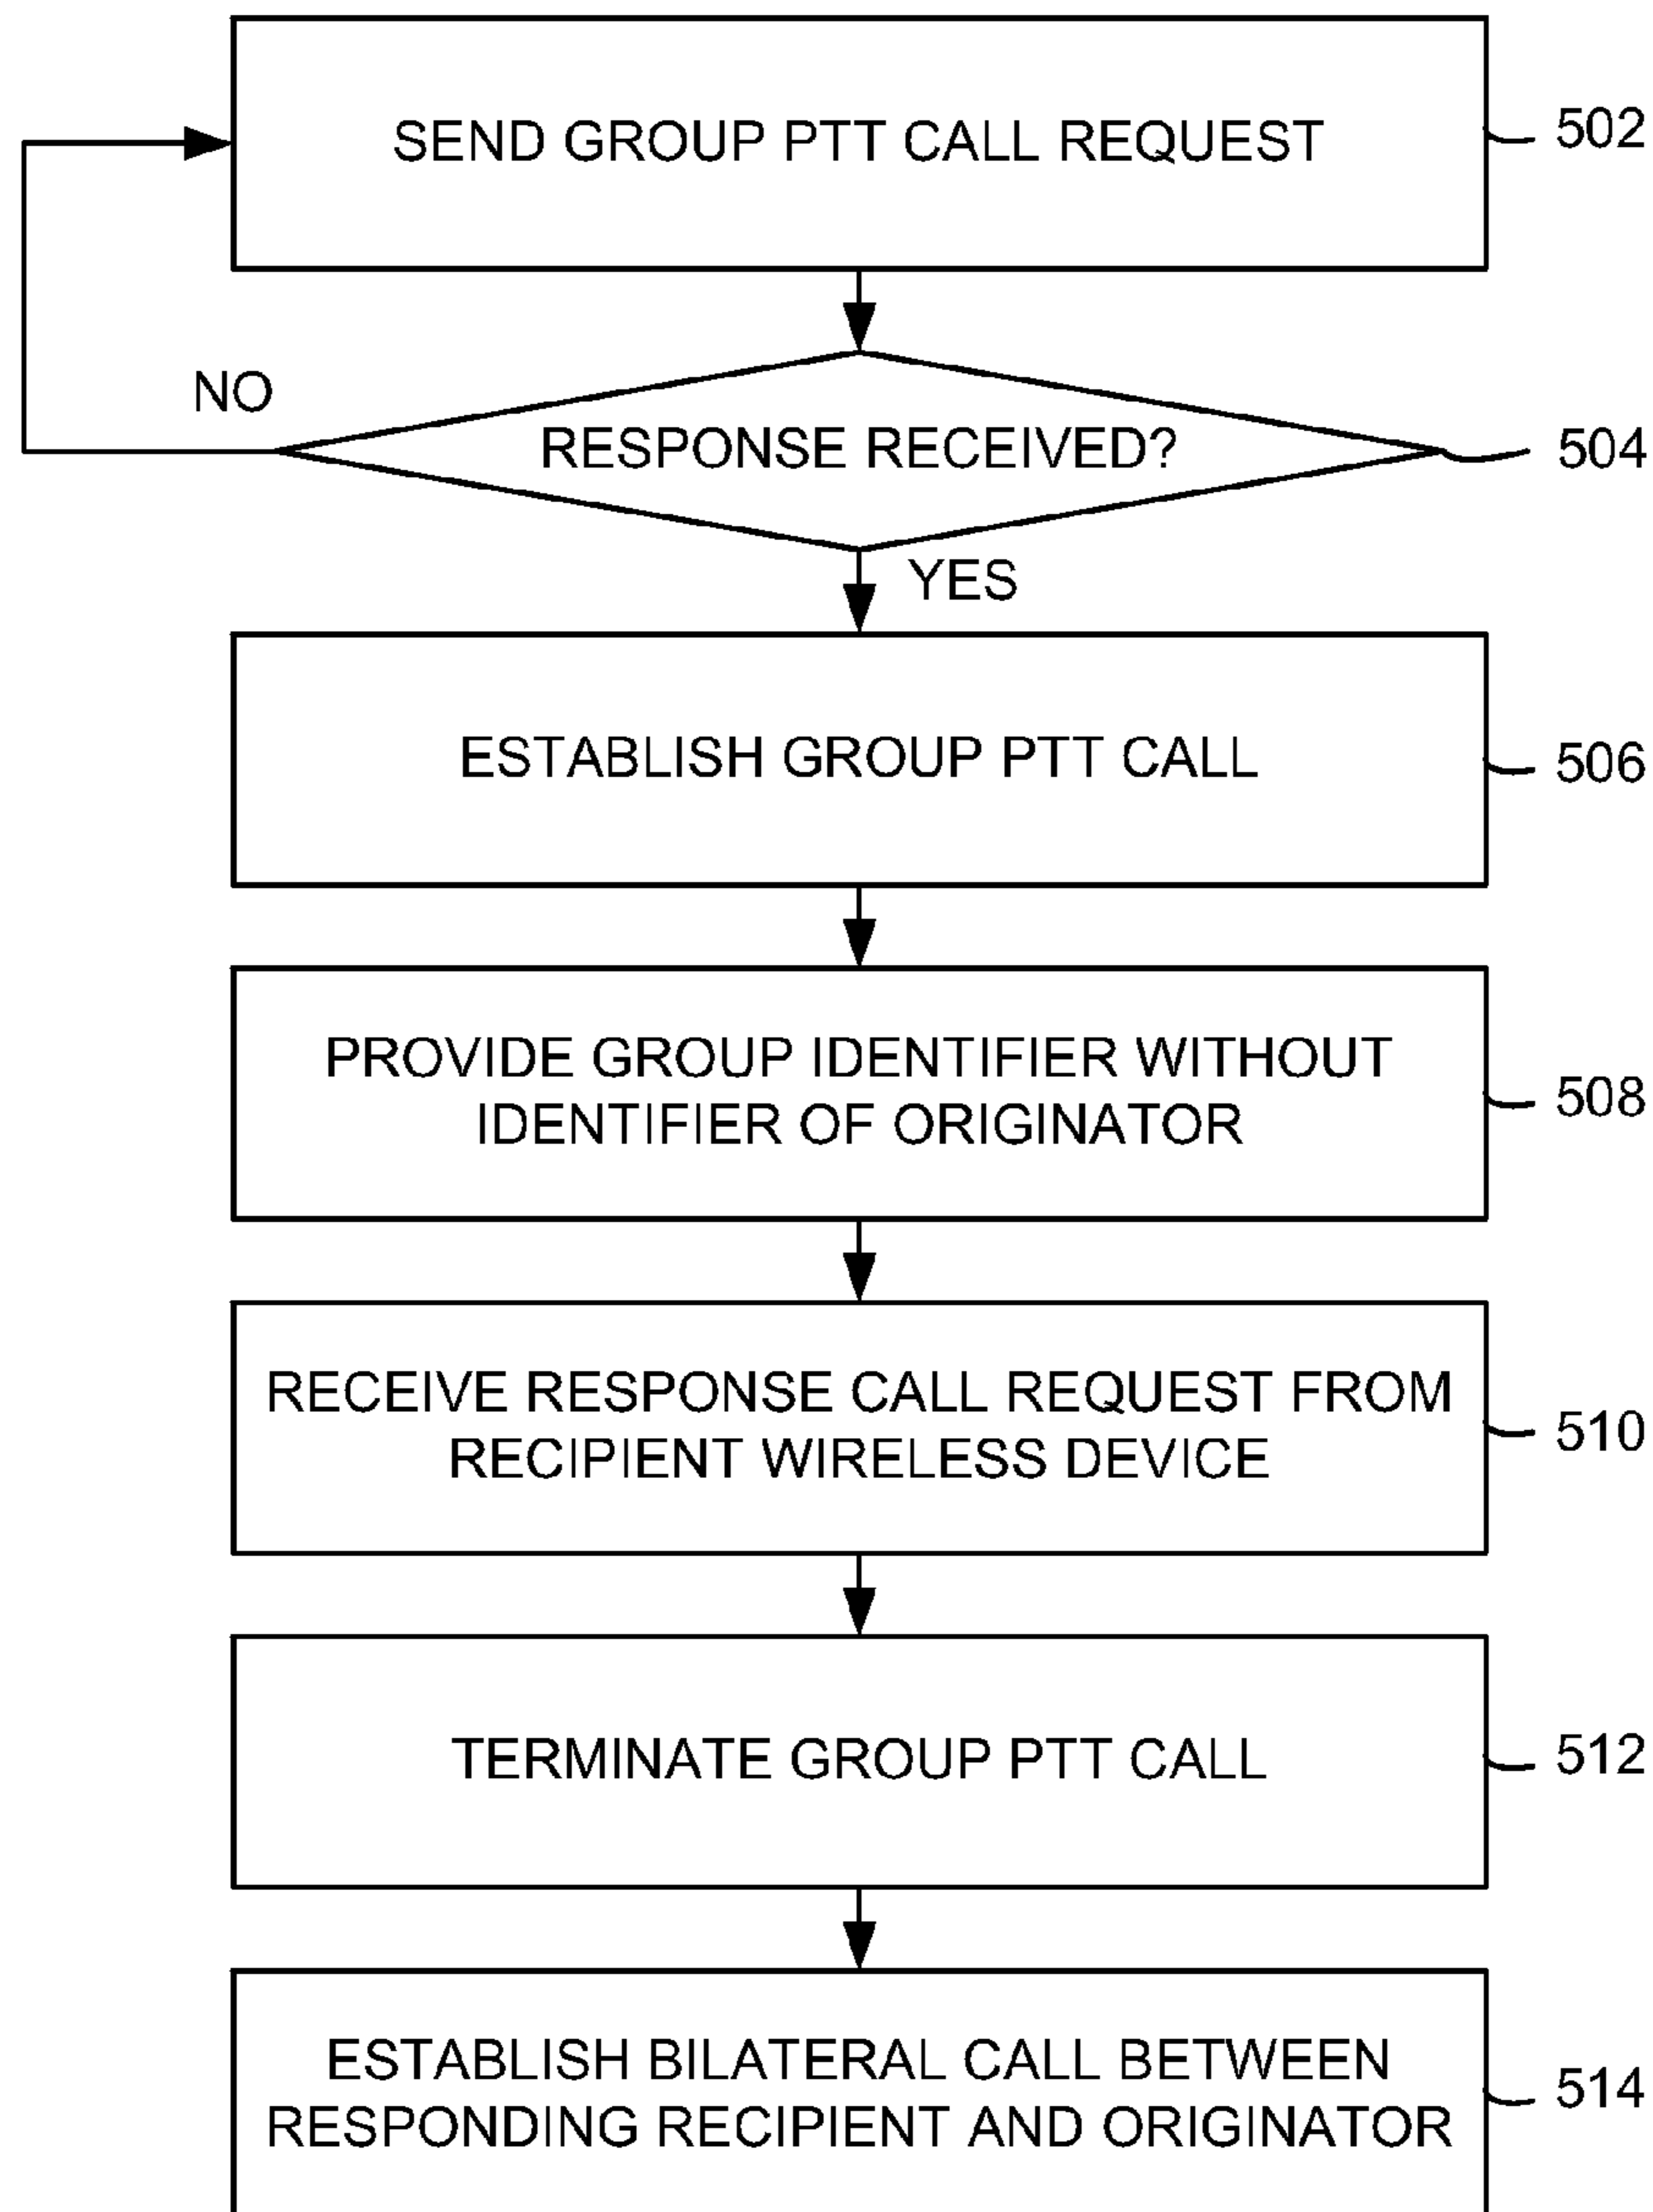 SEND GROUP PTT CALL REQUEST
502
NO
RESPONSE RECEIVED?
504
YES
ESTABLISH GROUP PTT CALL
506
PROVIDE GROUP IDENTIFIER WITHOUT
IDENTIFIER OF ORIGINATOR
508
RECEIVE RESPONSE CALL REQUEST FROM
RECIPIENT WIRELESS DEVICE
510
TERMINATE GROUP PTT CALL
512
ESTABLISH BILATERAL CALL BETWEEN
RESPONDING RECIPIENT AND ORIGINATOR
514